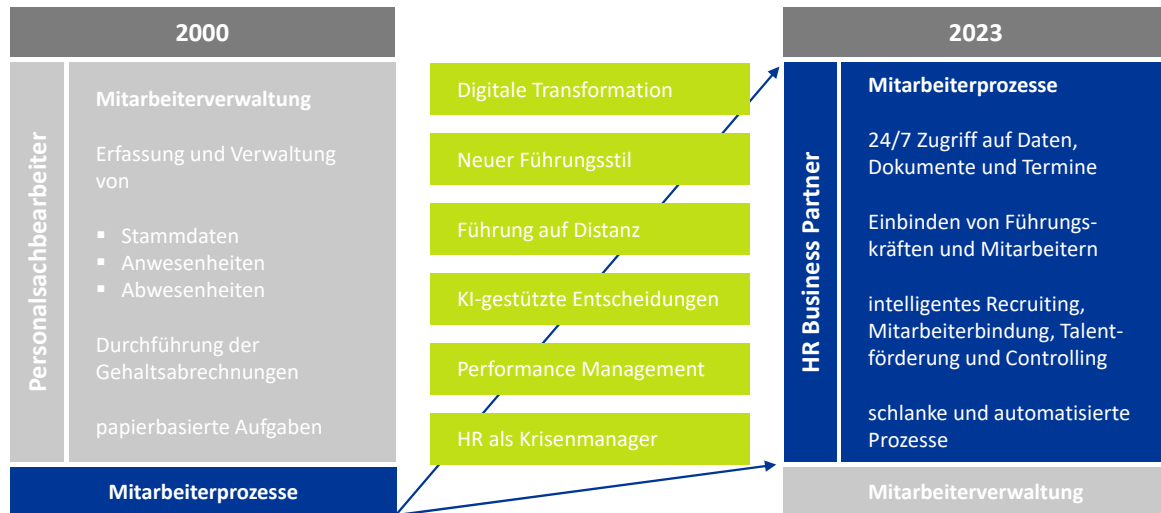 2000
Personalsachbearbeiter
Mitarbeiterverwaltung
Erfassung und Verwaltung
von
▪ Stammdaten
▪ Anwesenheiten
▪ Abwesenheiten
Durchführung der
Gehaltsabrechnungen
papierbasierte Aufgaben
Mitarbeiterprozesse
Digitale Transformation
Neuer Führungsstil
Führung auf Distanz
KI-gestützte Entscheidungen
Performance Management
HR als Krisenmanager
2023
HR Business Partner
Mitarbeiterprozesse
24/7 Zugriff auf Daten,
Dokumente und Termine
Einbinden von Führungs-
kräften und Mitarbeitern
intelligentes Recruiting,
Mitarbeiterbindung, Talent-
förderung und Controlling
schlanke und automatisierte
Prozesse
Mitarbeiterverwaltung